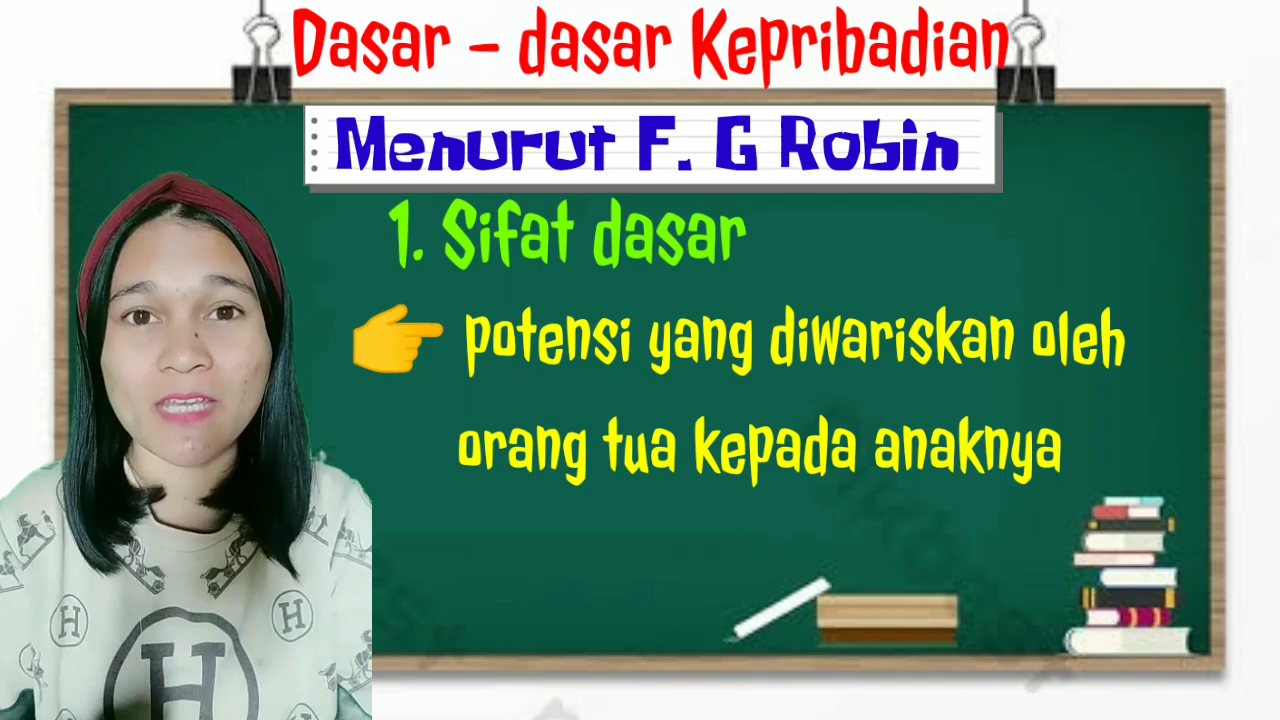 Dasar - dasar Kepribadian
Menurut F. G Robin
1. Sifat dasar
potensi yang diwariskan oleh
orang tua kepada anaknya
H
H
H